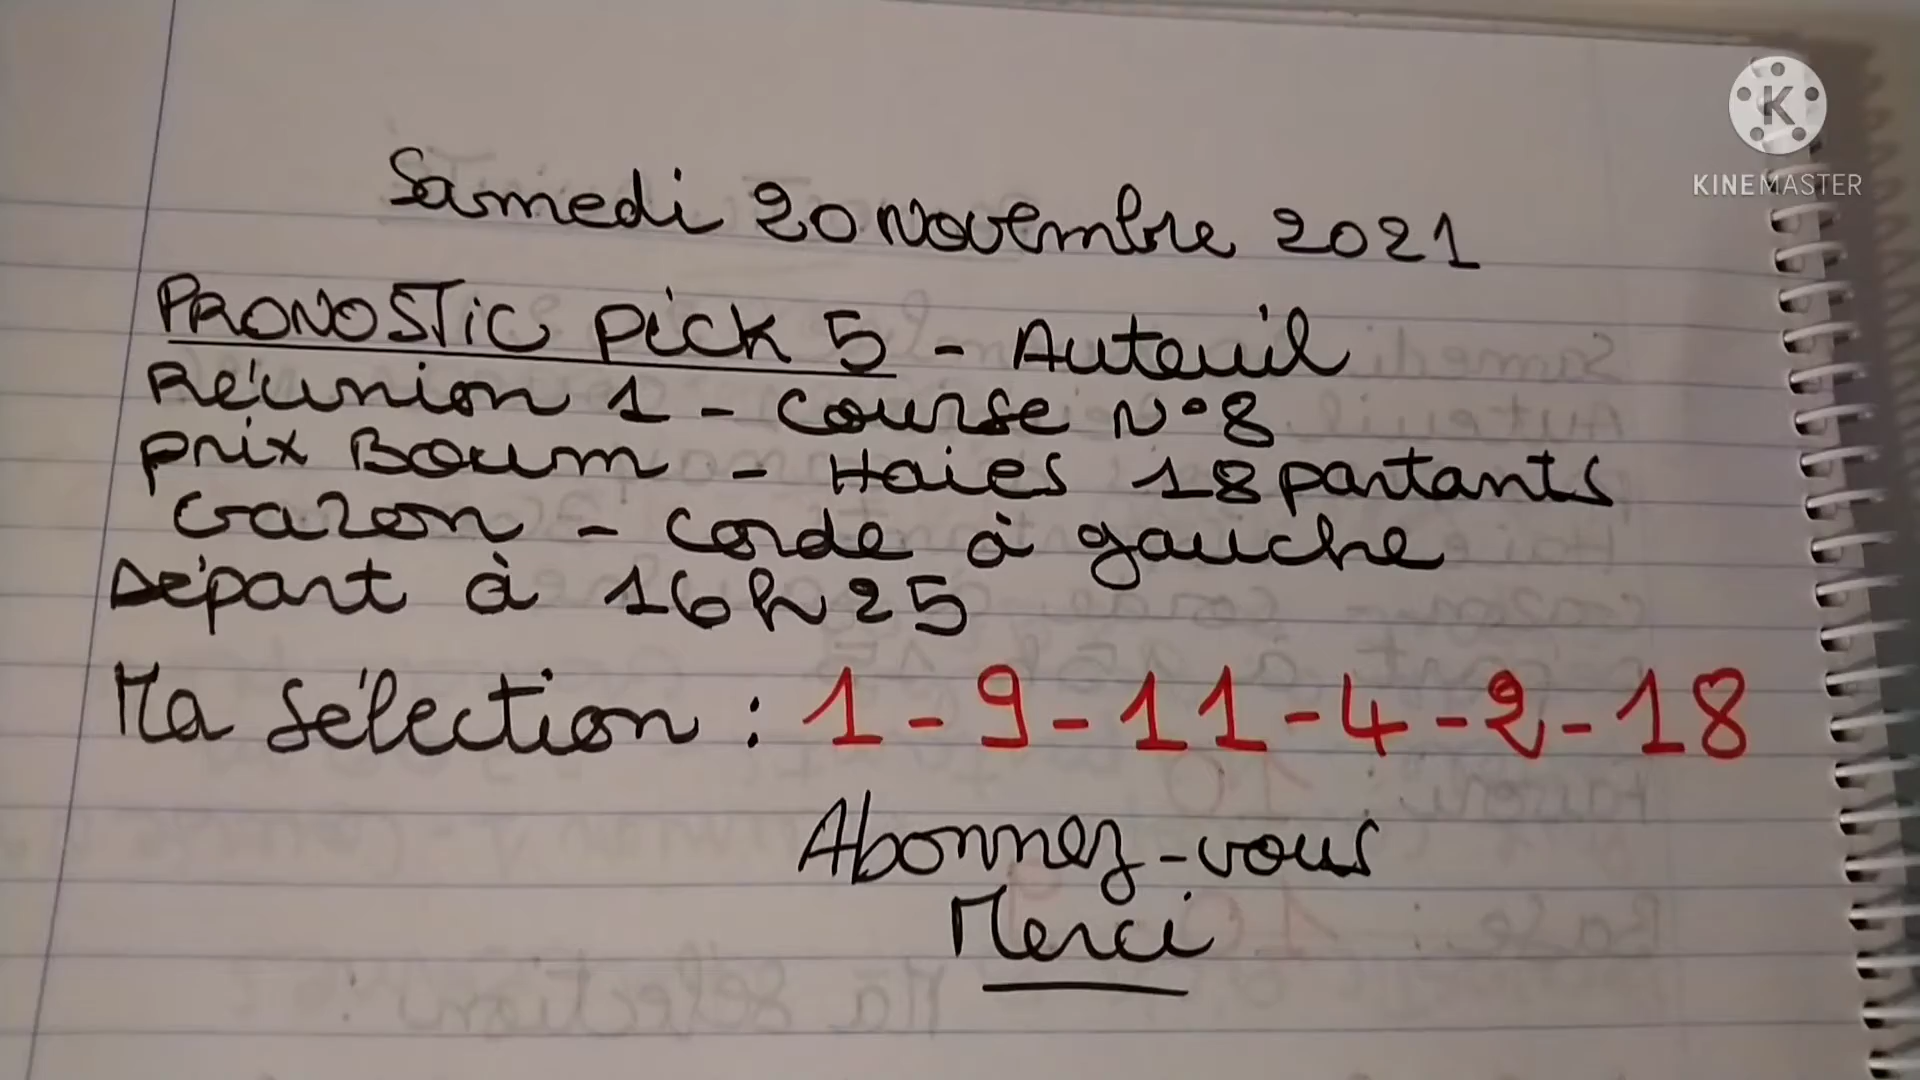 KINEMASTER
Samedi 20 Novembre 2021
PRONOSTIC PICK 5 - Auteuil
Réunion 1 - Course N°8
prix Boum - Haies 18 partants
Gazon - Corde à gauche
Départ à 16h25
Ma Sélection : 1 - 9 - 11 - 4 - 2 - 18
Abonnez-vous
Merci